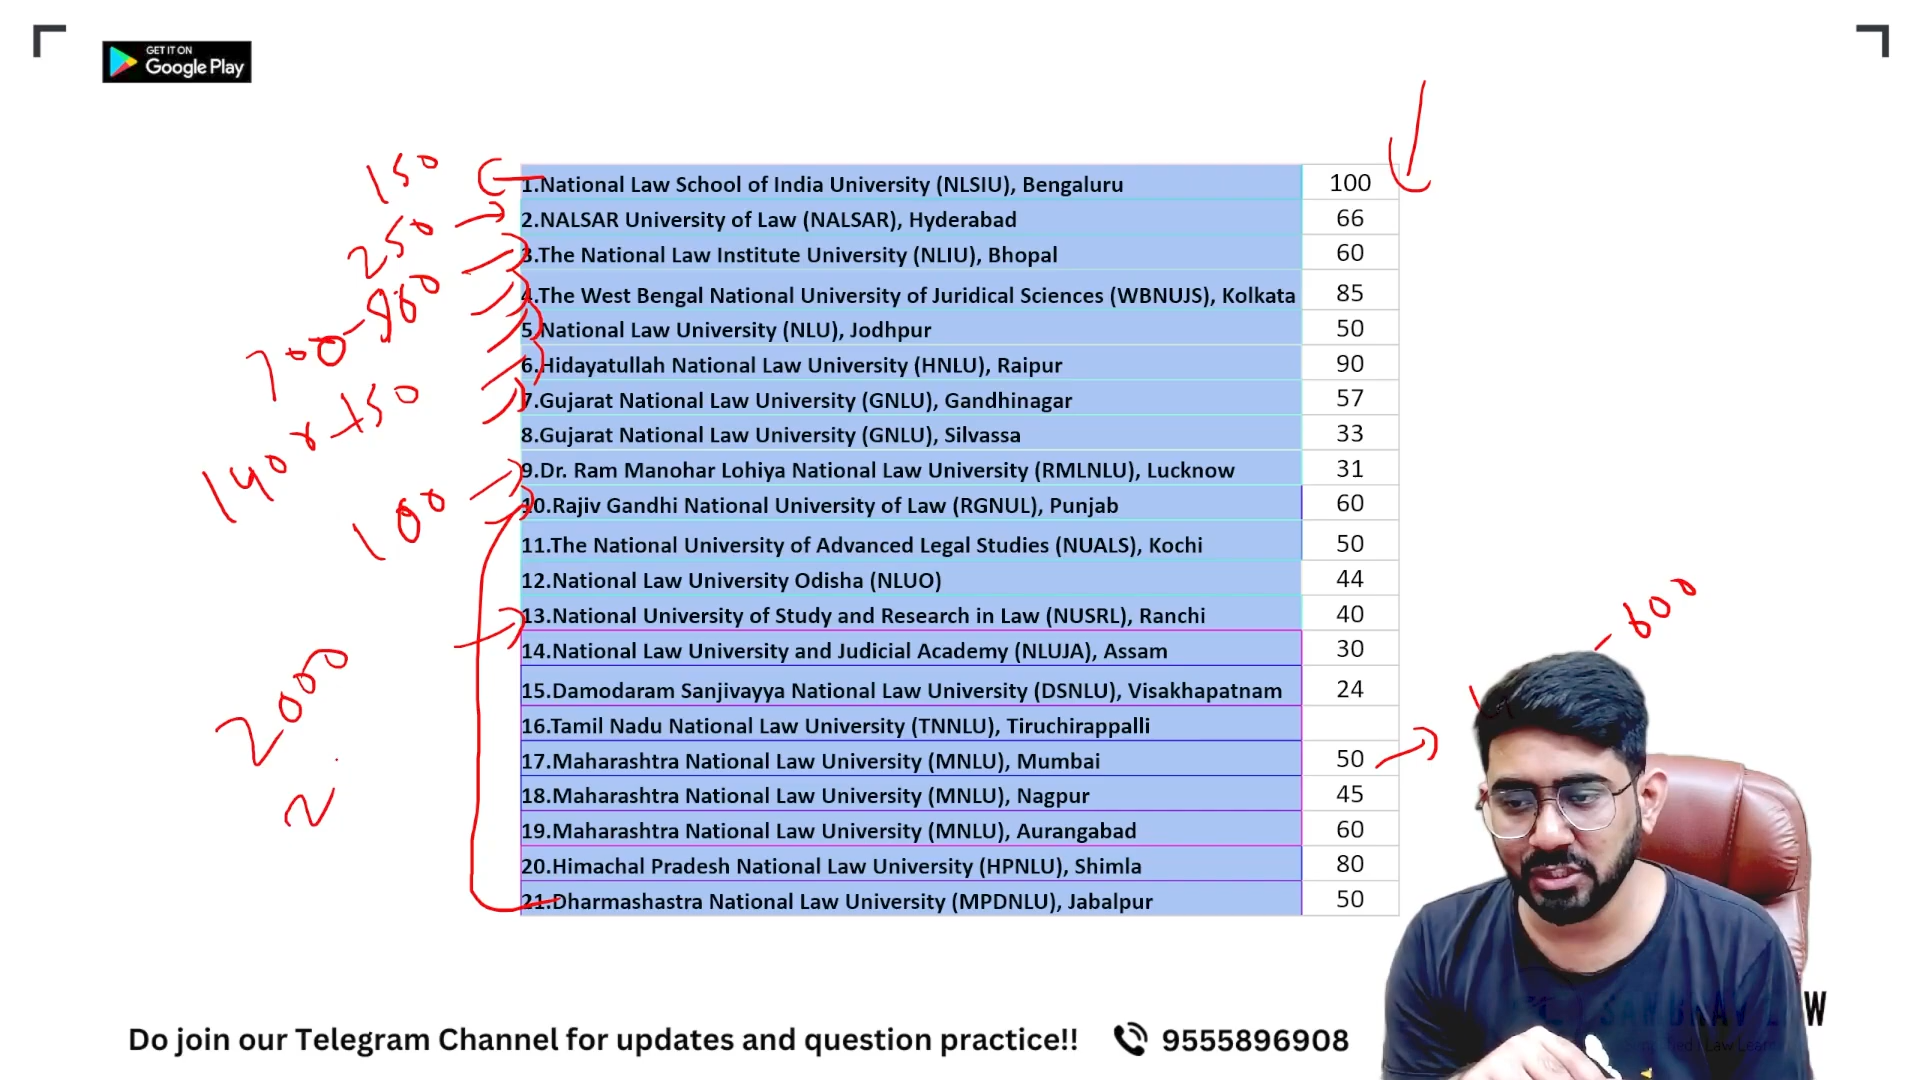 GET IT ON
Google Play
150
250
700-800
1400+50
100
2000
2
-600
1.National Law School of India University (NLSIU), Bengaluru 100
2.NALSAR University of Law (NALSAR), Hyderabad 66
3.The National Law Institute University (NLIU), Bhopal 60
4.The West Bengal National University of Juridical Sciences (WBNUJS), Kolkata 85
5.National Law University (NLU), Jodhpur 50
6.Hidayatullah National Law University (HNLU), Raipur 90
7.Gujarat National Law University (GNLU), Gandhinagar 57
8.Gujarat National Law University (GNLU), Silvassa 33
9.Dr. Ram Manohar Lohiya National Law University (RMLNLU), Lucknow 31
10.Rajiv Gandhi National University of Law (RGNUL), Punjab 60
11.The National University of Advanced Legal Studies (NUALS), Kochi 50
12.National Law University Odisha (NLUO) 44
13.National University of Study and Research in Law (NUSRL), Ranchi 40
14.National Law University and Judicial Academy (NLUJA), Assam 30
15.Damodaram Sanjivayya National Law University (DSNLU), Visakhapatnam 24
16.Tamil Nadu National Law University (TNNLU), Tiruchirappalli
17.Maharashtra National Law University (MNLU), Mumbai 50
18.Maharashtra National Law University (MNLU), Nagpur 45
19.Maharashtra National Law University (MNLU), Aurangabad 60
20.Himachal Pradesh National Law University (HPNLU), Shimla 80
21.Dharmashastra National Law University (MPDNLU), Jabalpur 50
Do join our Telegram Channel for updates and question practice!! 9555896908